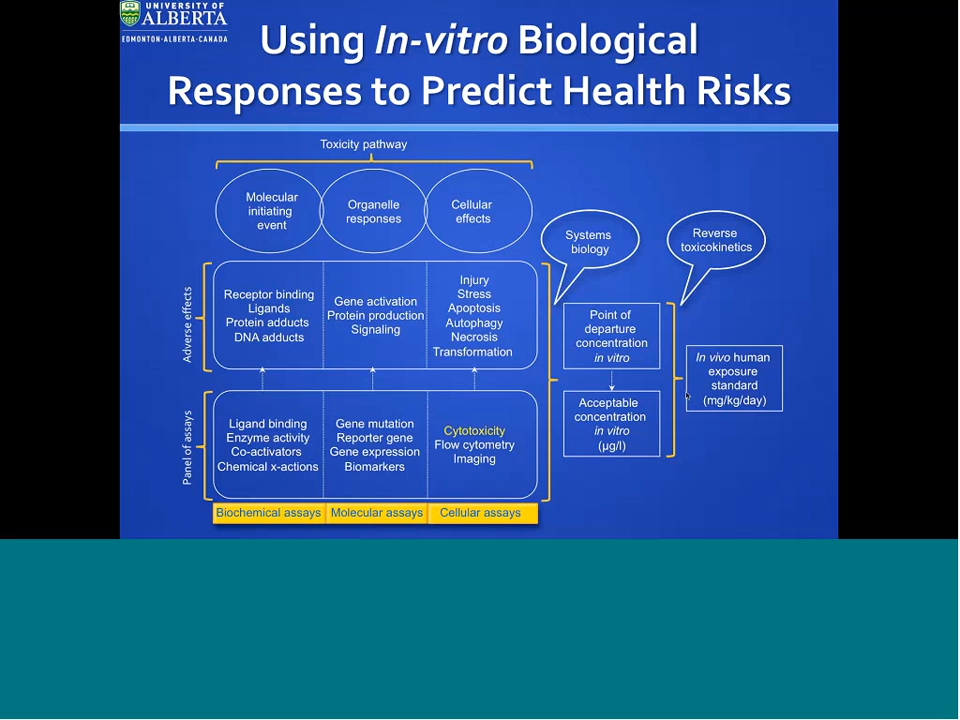 UNIVERSITY OF
ALBERTA
EDMONTON·ALBERTA·CANADA
Using In-vitro Biological
Responses to Predict Health Risks
Toxicity pathway
Molecular
initiating
event
Organelle
responses
Cellular
effects
Systems
biology
Reverse
toxicokinetics
Adverse effects
Receptor binding
Ligands
Protein adducts
DNA adducts
Gene activation
Protein production
Signaling
Injury
Stress
Apoptosis
Autophagy
Necrosis
Transformation
Point of
departure
concentration
in vitro
In vivo human
exposure
standard
(mg/kg/day)
Acceptable
concentration
in vitro
(µg/l)
Panel of assays
Ligand binding
Enzyme activity
Co-activators
Chemical x-actions
Gene mutation
Reporter gene
Gene expression
Biomarkers
Cytotoxicity
Flow cytometry
Imaging
Biochemical assays
Molecular assays
Cellular assays